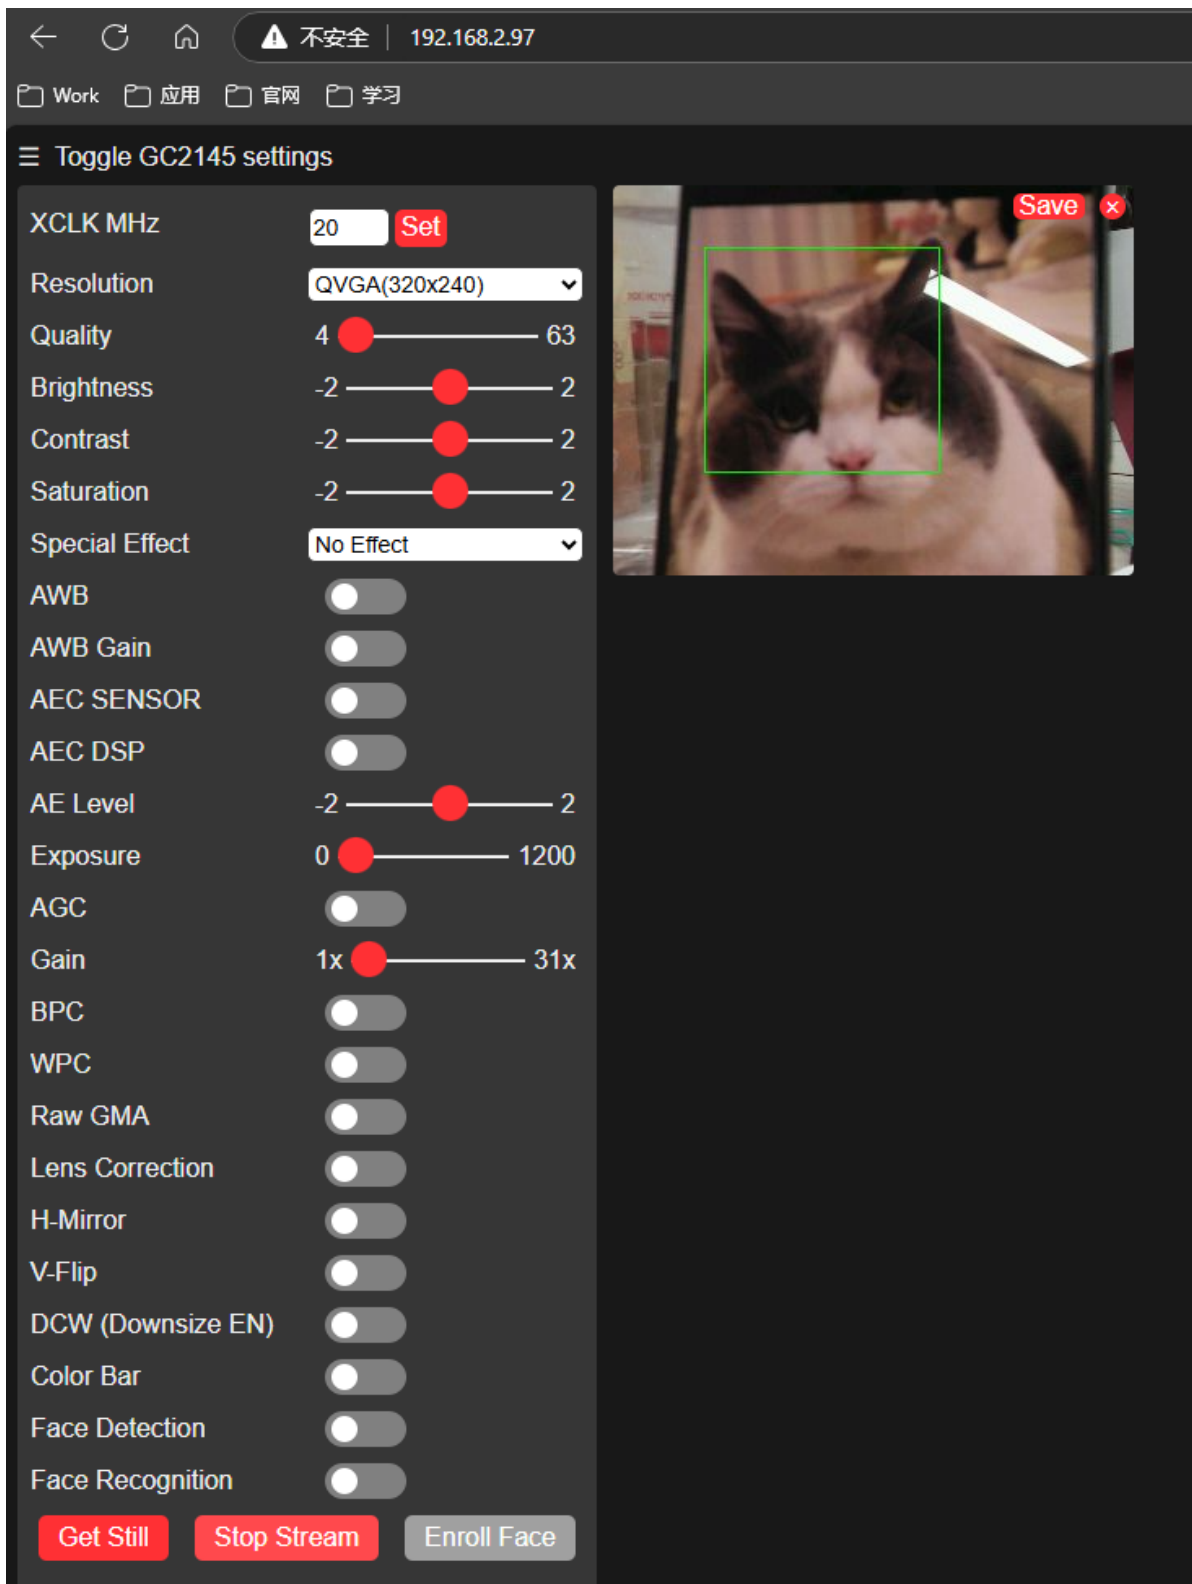 不安全 192.168.2.97
Work 应用 官网 学习
☰ Toggle GC2145 settings
XCLK MHz 20 Set
Resolution QVGA(320x240)
Quality 4 63
Brightness -2 2
Contrast -2 2
Saturation -2 2
Special Effect No Effect
AWB
AWB Gain
AEC SENSOR
AEC DSP
AE Level -2 2
Exposure 0 1200
AGC
Gain 1x 31x
BPC
WPC
Raw GMA
Lens Correction
H-Mirror
V-Flip
DCW (Downsize EN)
Color Bar
Face Detection
Face Recognition
Get Still Stop Stream Enroll Face
Save ×